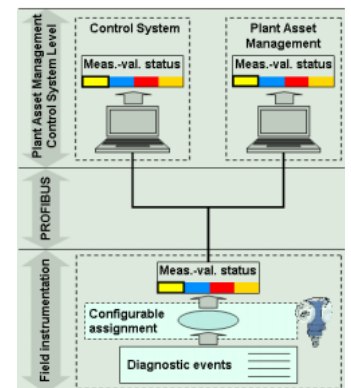 Plant Asset Management
Control System Level
Control System
Meas.-val. status
Plant Asset
Management
Meas.-val. status
PROFIBUS
Field instrumentation
Meas.-val. status
Configurable
assignment
Diagnostic events